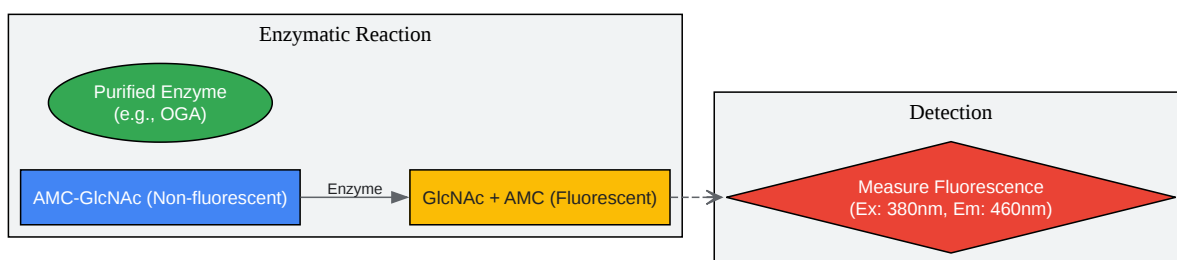 Enzymatic Reaction
Purified Enzyme
(e.g., OGA)
AMC-GlcNAc (Non-fluorescent)
Enzyme
GlcNAc + AMC (Fluorescent)
Detection
Measure Fluorescence
(Ex: 380nm, Em: 460nm)